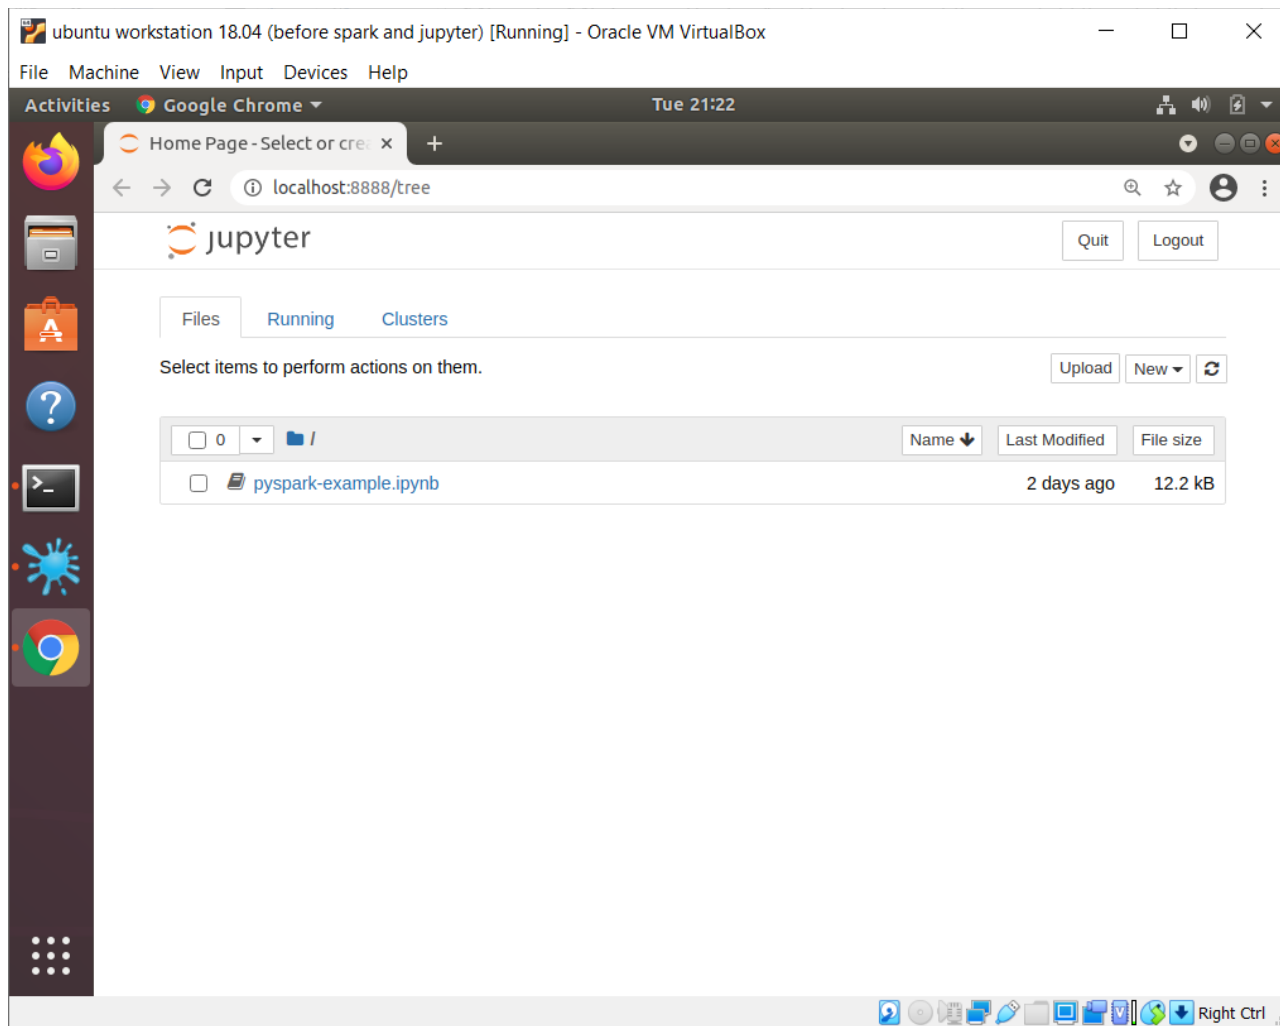 ubuntu workstation 18.04 (before spark and jupyter) [Running] - Oracle VM VirtualBox
File Machine View Input Devices Help
Activities Google Chrome Tue 21:22
Home Page - Select or crea
localhost:8888/tree
jupyter Quit Logout
Files Running Clusters
Select items to perform actions on them. Upload New
0 / Name Last Modified File size
pyspark-example.ipynb 2 days ago 12.2 kB
Right Ctrl